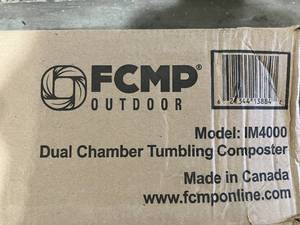 FCMP®
OUTDOOR
Model: IM4000
Dual Chamber Tumbling Composter
Made in Canada
www.fcmponline.com